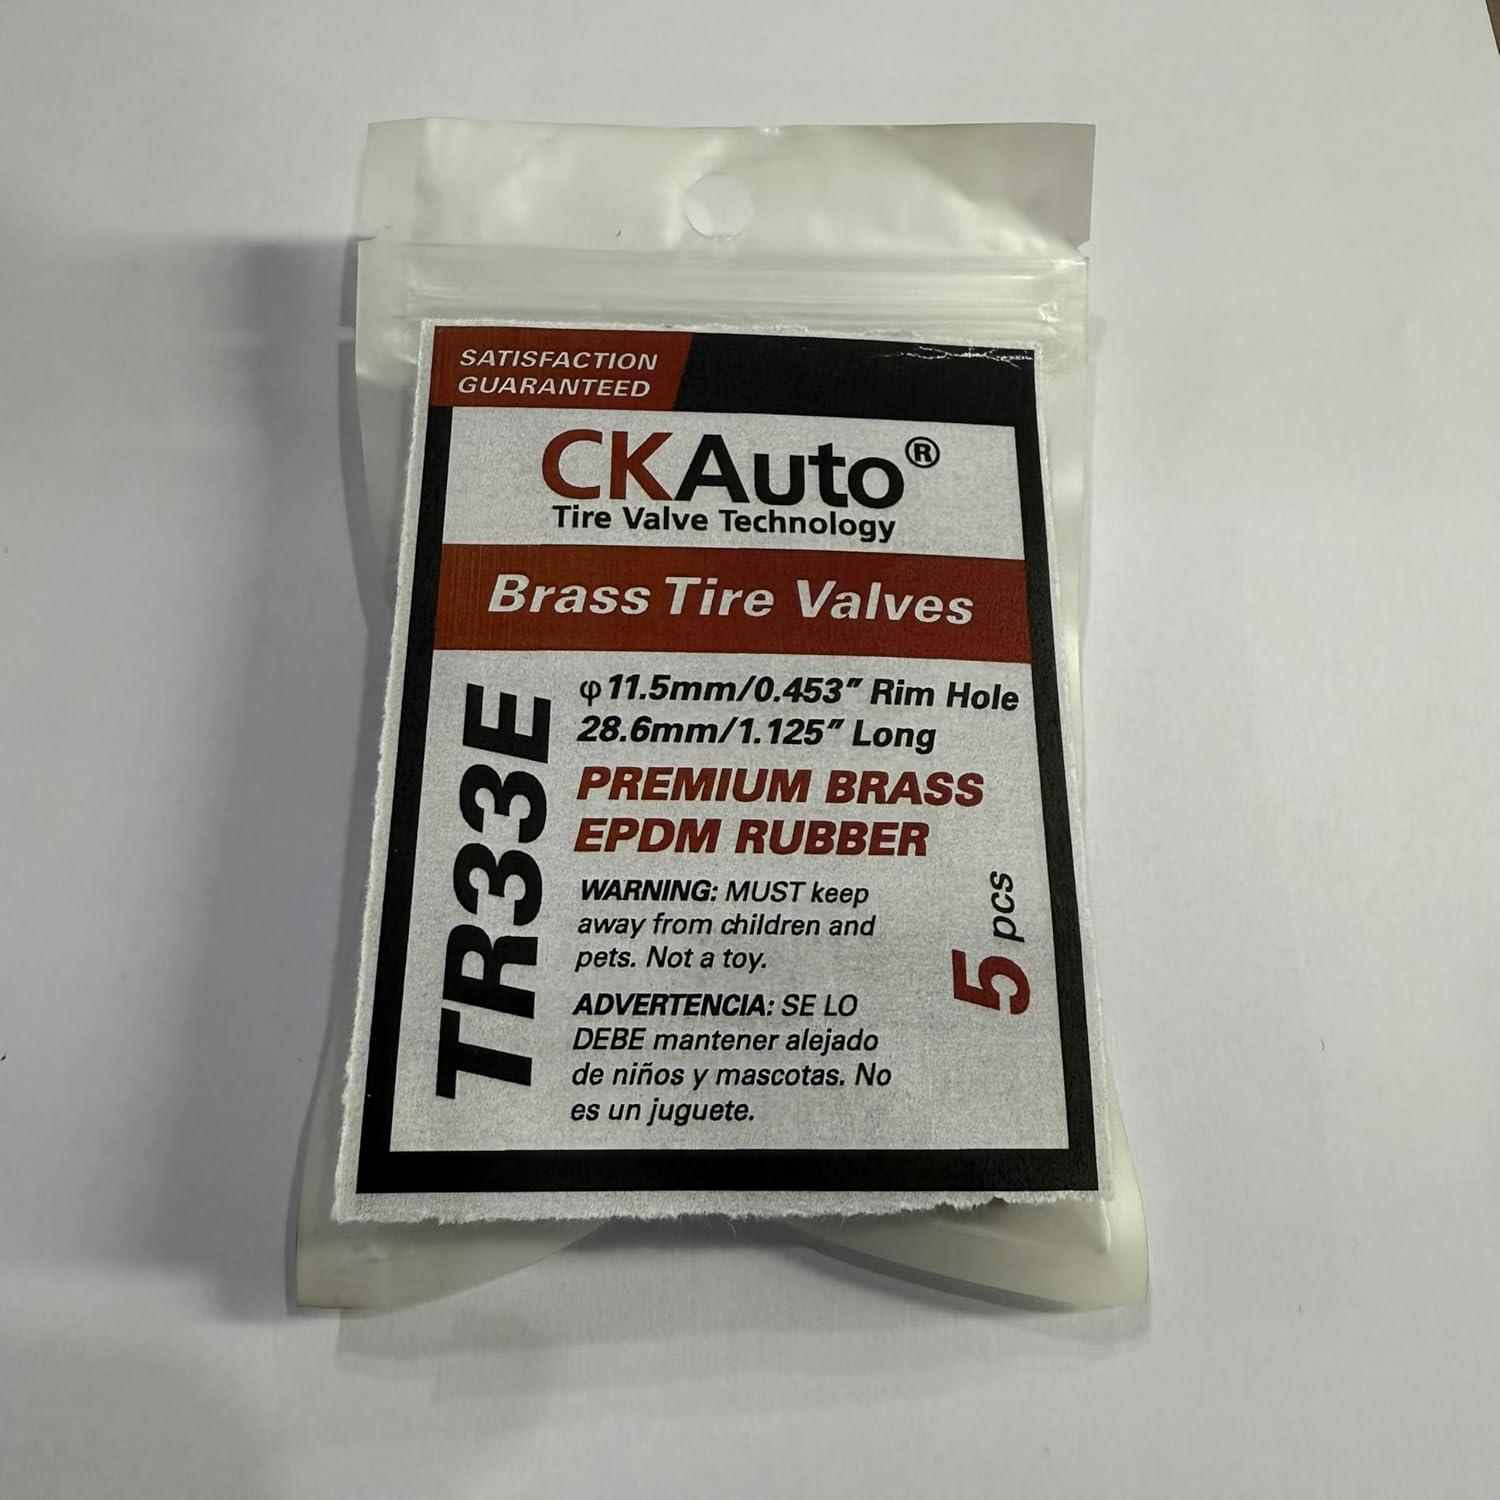 SATISFACTION
GUARANTEED
CKAuto®
Tire Valve Technology
Brass Tire Valves
TR33E
φ11.5mm/0.453″ Rim Hole
28.6mm/1.125″ Long
PREMIUM BRASS
EPDM RUBBER
WARNING: MUST keep
away from children and
pets. Not a toy.
ADVERTENCIA: SE LO
DEBE mantener alejado
de niños y mascotas. No
es un juguete.
5 pcs